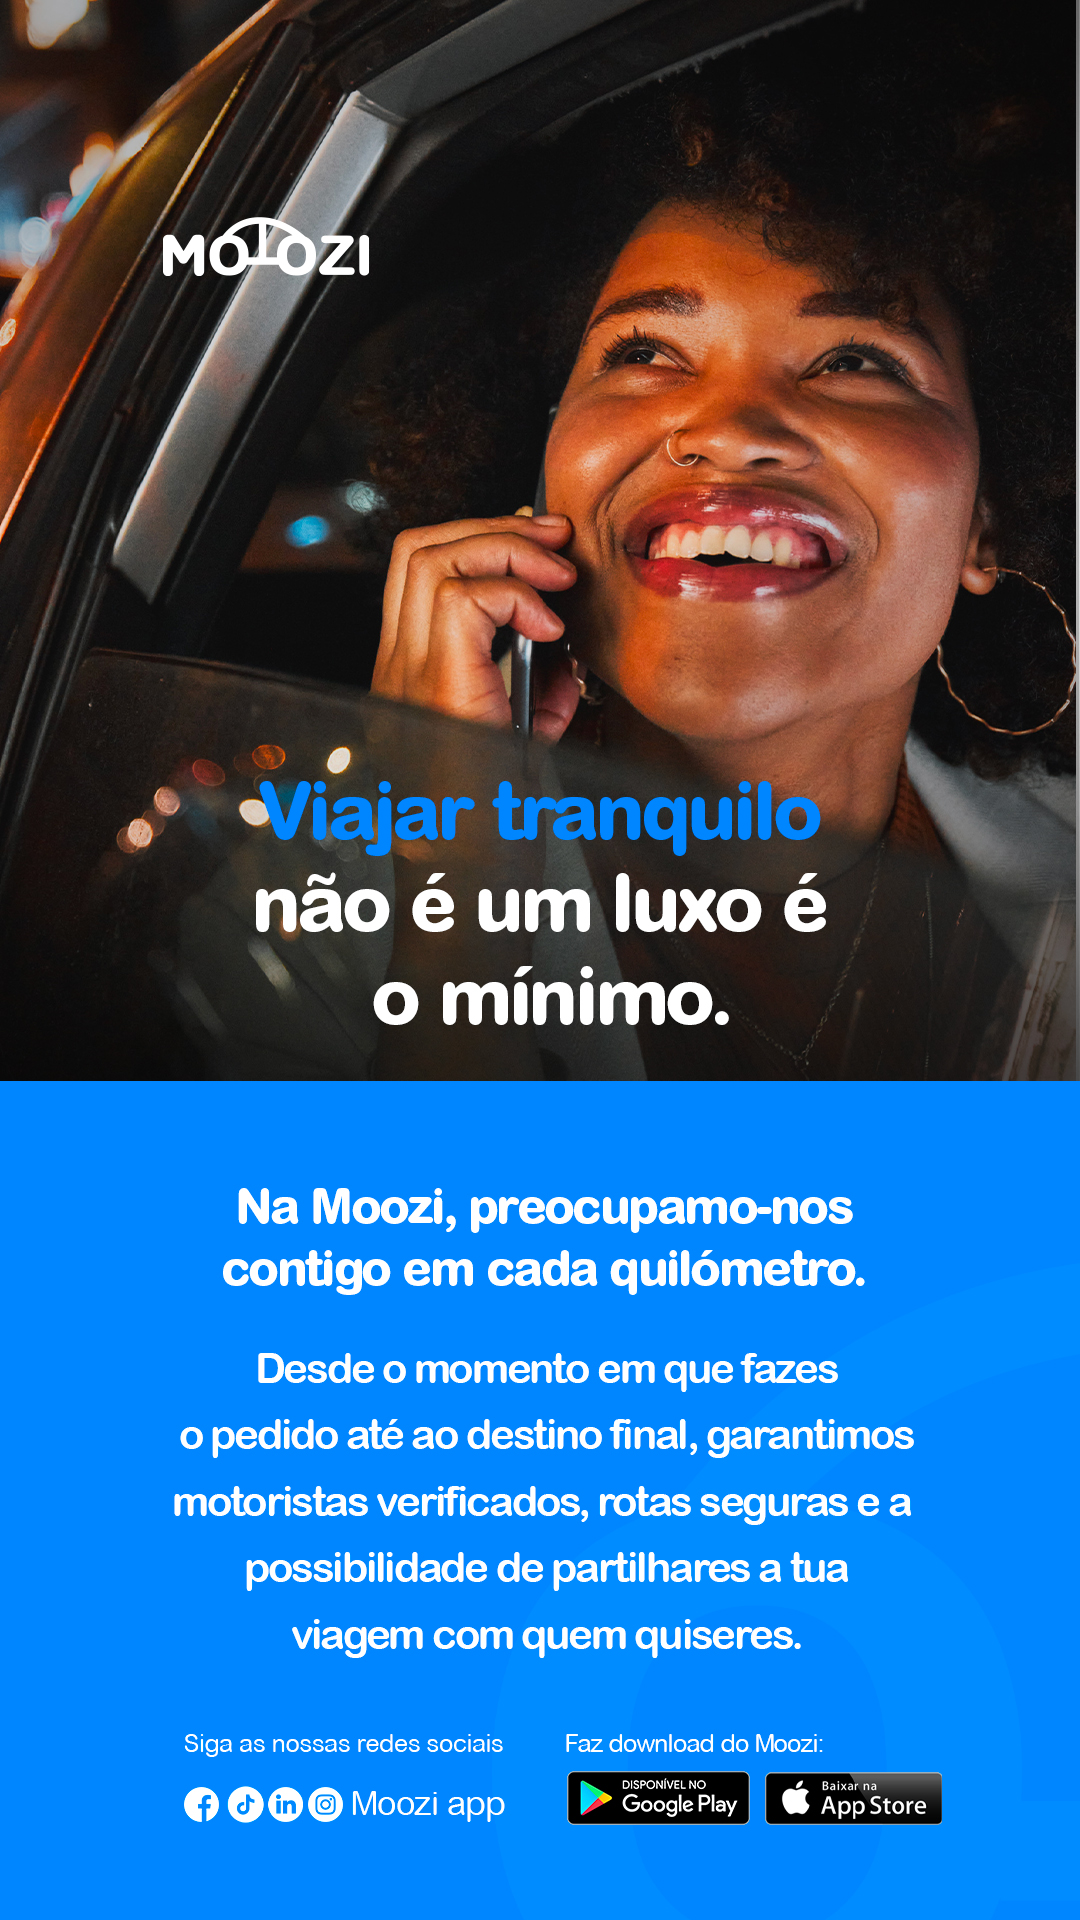 MOOZI
Viajar tranquilo
não é um luxo é
o mínimo.
Na Moozi, preocupamo-nos
contigo em cada quilómetro.
Desde o momento em que fazes
o pedido até ao destino final, garantimos
motoristas verificados, rotas seguras e a
possibilidade de partilhares a tua
viagem com quem quiseres.
Siga as nossas redes sociais
Moozi app
Faz download do Moozi:
DISPONÍVEL NO
Google Play
Baixar na
App Store